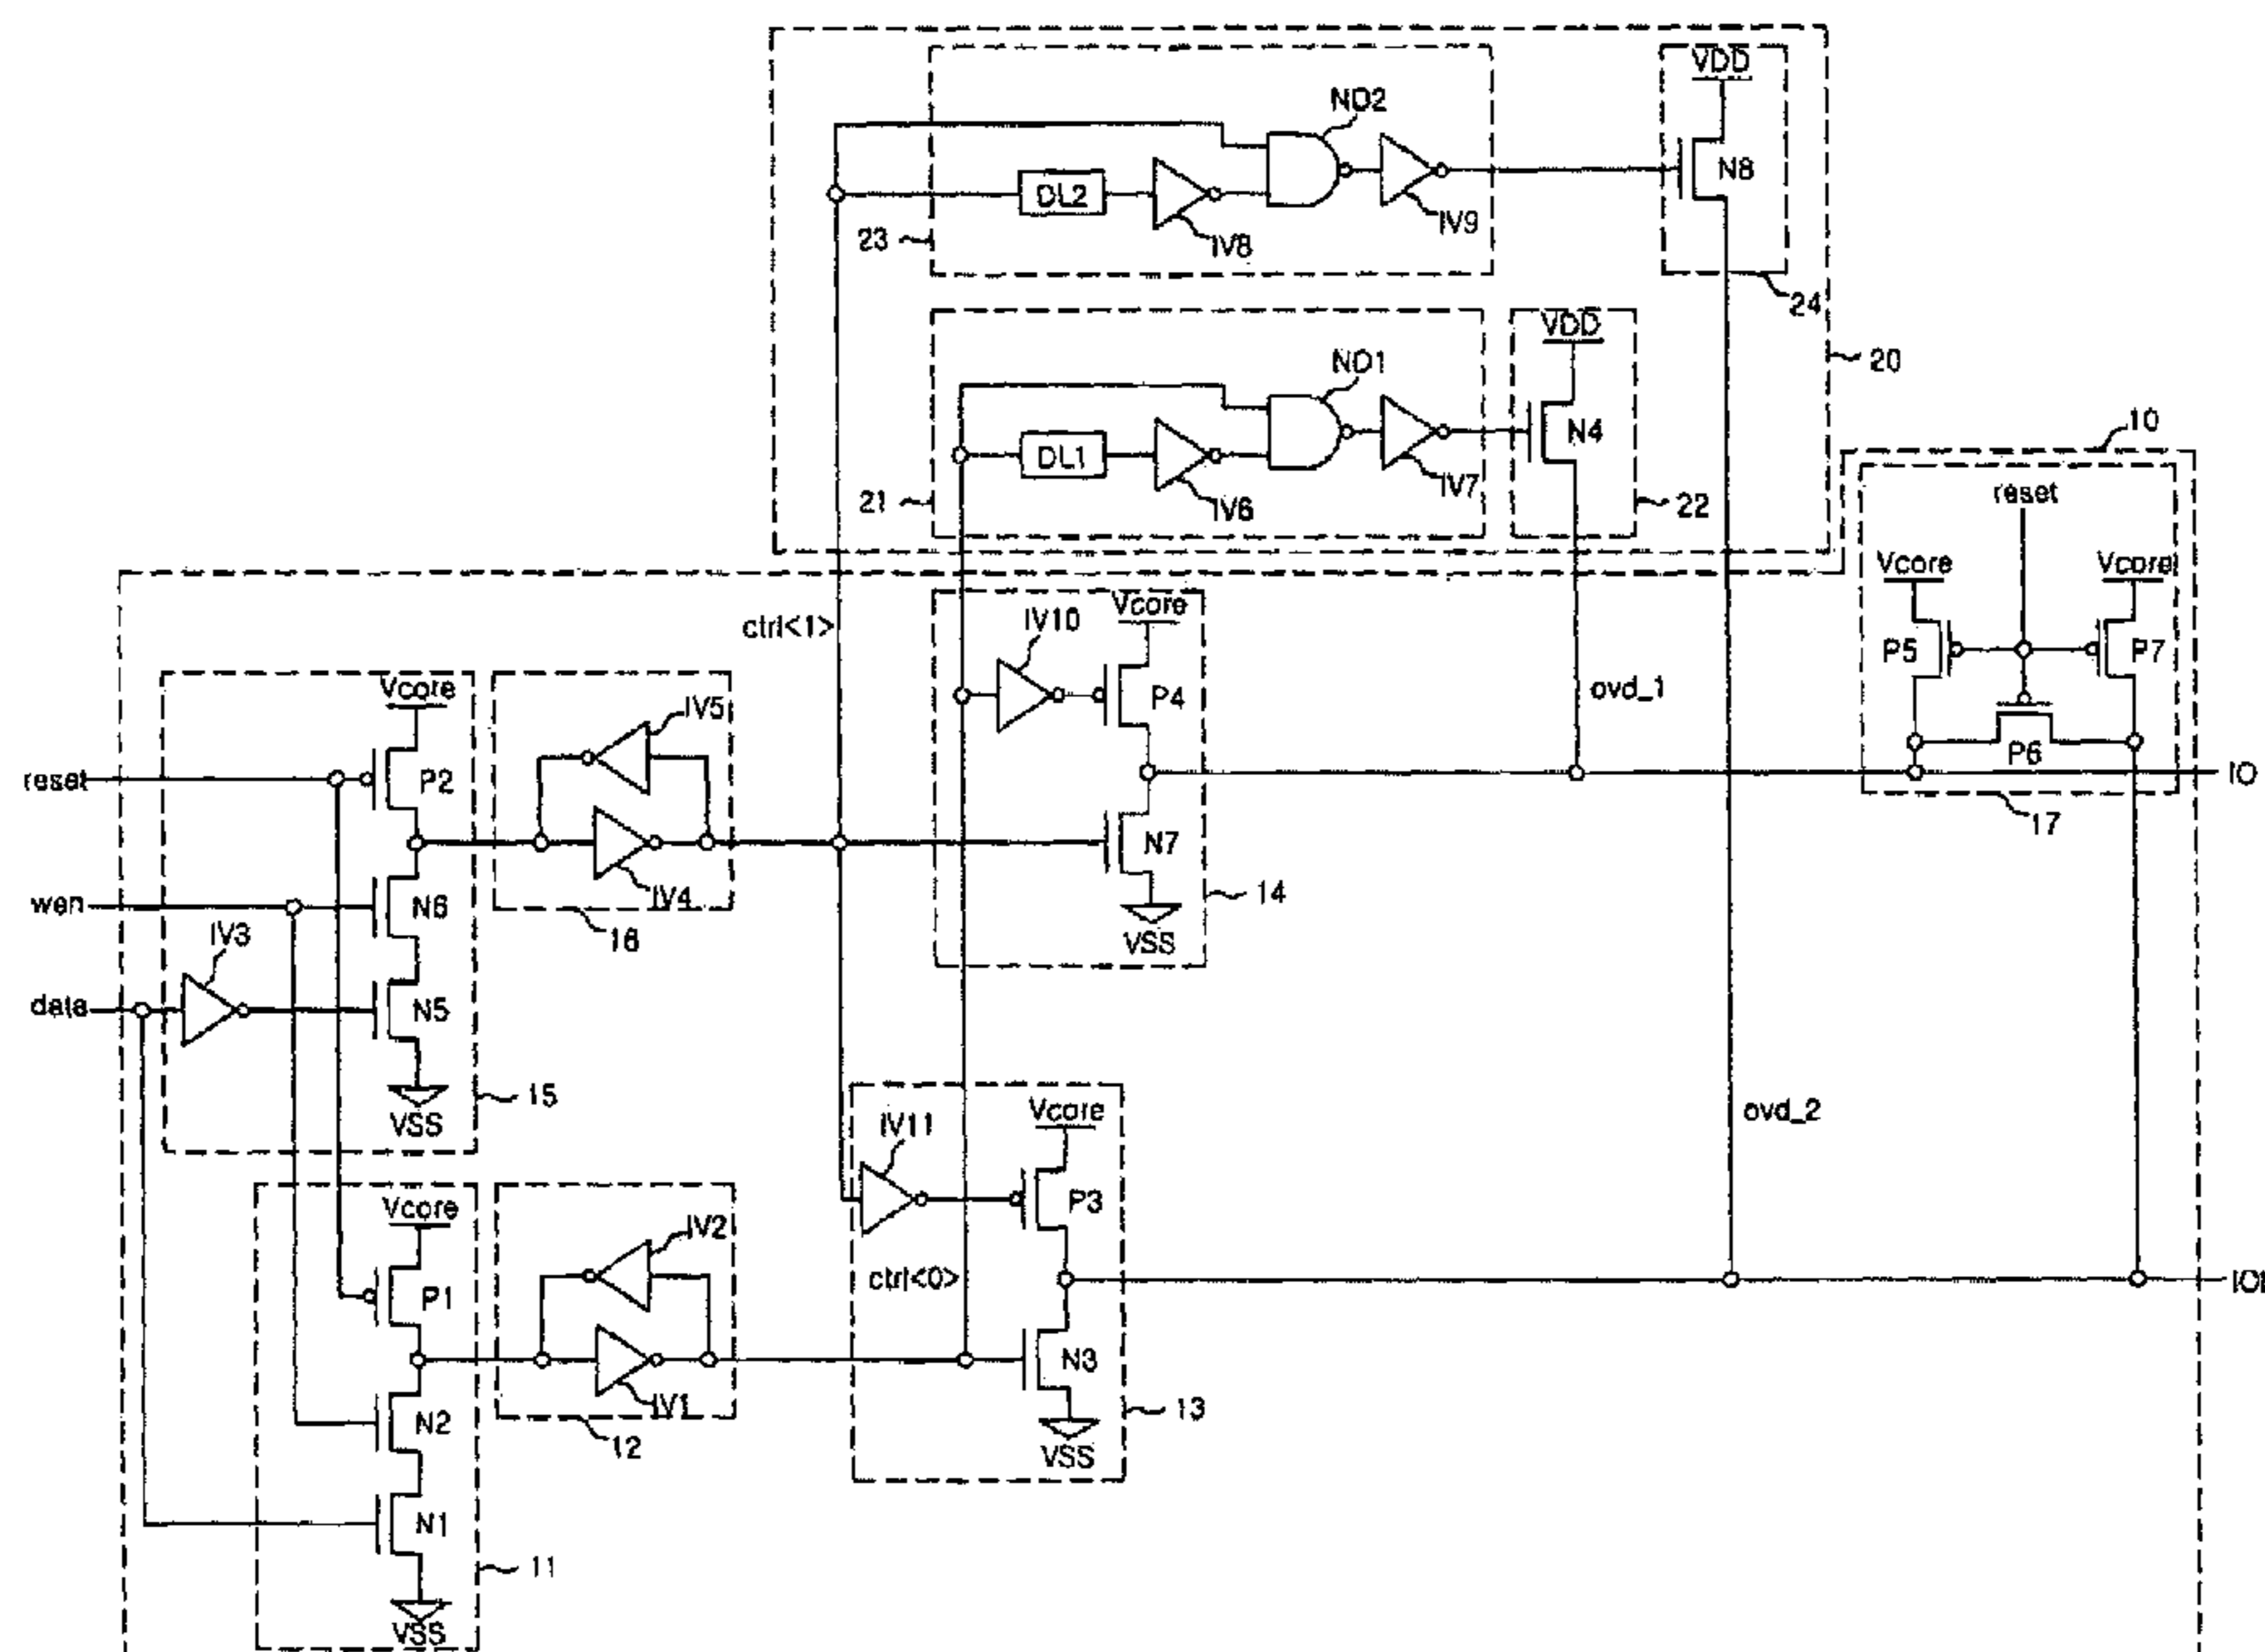 VDD
ND2
N8
DL2
IV9
23
IV8
24
VDD
20
ND1
N4
10
DL1
IV7
reset
21
IV6
22
Vcore
Vcore
Vcore
IV10
ctrl<1>
P5
P7
Vcore
ovd_1
IV5
P4
P6
reset
P2
IO
17
N7
wen
N6
IV4
14
IV3
16
VSS
data
N5
15
Vcore
ovd_2
VSS
IV11
P3
Vcore
IV2
ctrl<0>
P1
N3
IV1
13
N2
12
VSS
N1
11
VSS